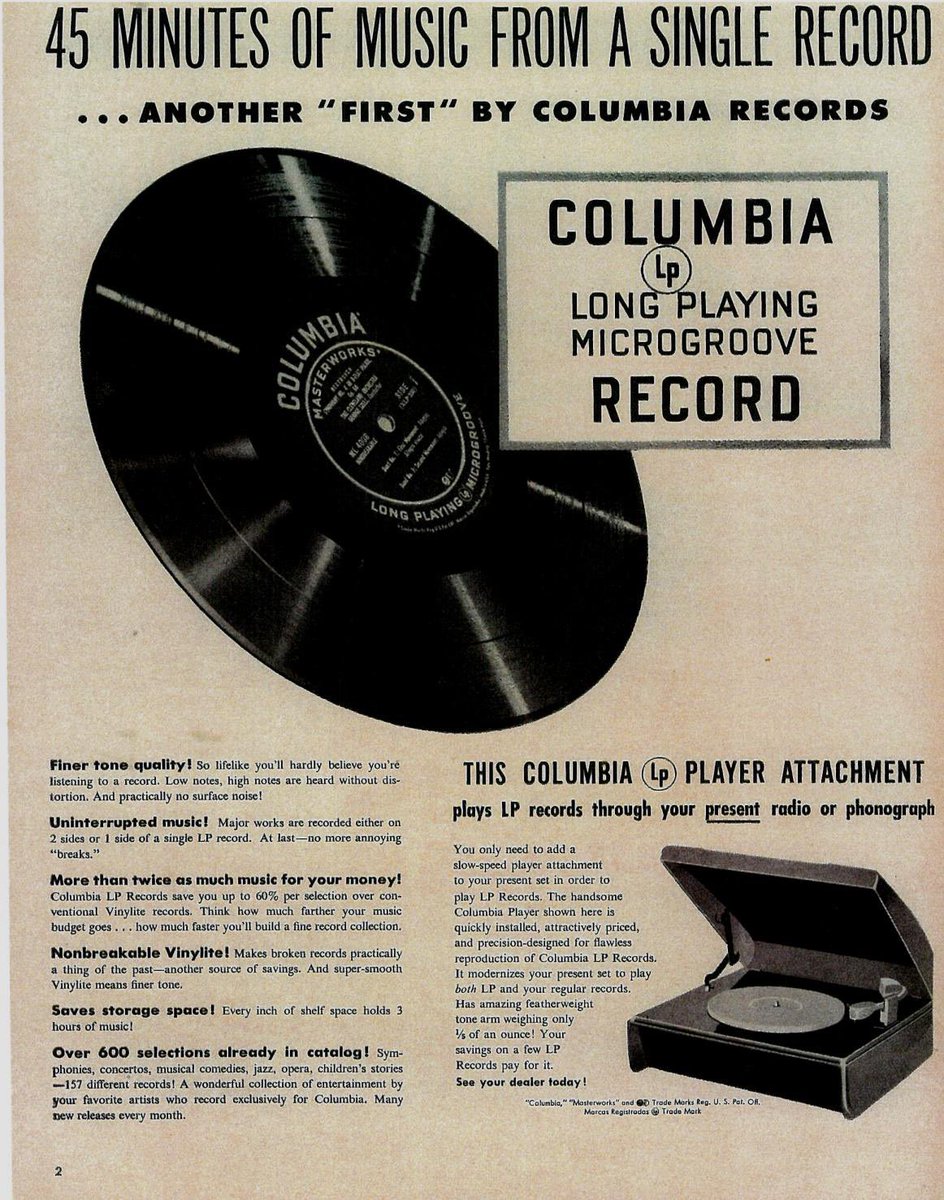 45 MINUTES OF MUSIC FROM A SINGLE RECORD
...ANOTHER "FIRST" BY COLUMBIA RECORDS
COLUMBIA
Lp
LONG PLAYING
MICROGROOVE
RECORD
COLUMBIA
MASTERWORKS
SIDE 1
NONBREAKABLE
LONG PLAYING Lp MICROGROOVE
Finer tone quality! So lifelike you'll hardly believe you're
listening to a record. Low notes, high notes are heard without dis-
tortion. And practically no surface noise!
Uninterrupted music! Major works are recorded either on
2 sides or 1 side of a single LP record. At last—no more annoying
"breaks."
More than twice as much music for your money!
Columbia LP Records save you up to 60% per selection over con-
ventional Vinylite records. Think how much farther your music
budget goes . . . how much faster you'll build a fine record collection.
Nonbreakable Vinylite! Makes broken records practically
a thing of the past—another source of savings. And super-smooth
Vinylite means finer tone.
Saves storage space! Every inch of shelf space holds 3
hours of music!
Over 600 selections already in catalog! Sym-
phonies, concertos, musical comedies, jazz, opera, children's stories
—157 different records! A wonderful collection of entertainment by
your favorite artists who record exclusively for Columbia. Many
new releases every month.
THIS COLUMBIA Lp PLAYER ATTACHMENT
plays LP records through your present radio or phonograph
You only need to add a
slow-speed player attachment
to your present set in order to
play LP Records. The handsome
Columbia Player shown here is
quickly installed, attractively priced,
and precision-designed for flawless
reproduction of Columbia LP Records.
It modernizes your present set to play
both LP and your regular records.
Has amazing featherweight
tone arm weighing only
⅕ of an ounce! Your
savings on a few LP
Records pay for it.
See your dealer today!
"Columbia," "Masterworks" and Trade Marks Reg. U. S. Pat. Off.
Marcas Registradas Lp Trade Mark
2